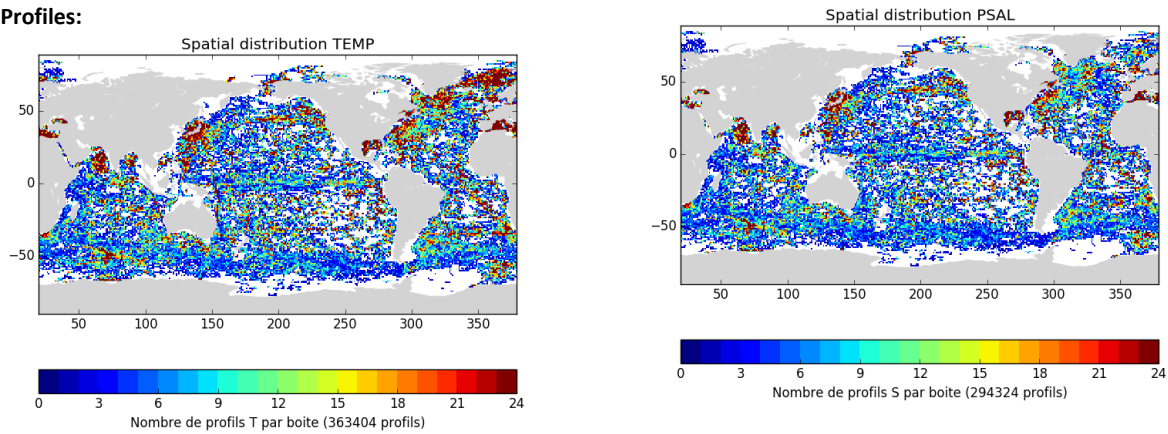 Profiles:
Spatial distribution TEMP
50
0
−50
50 100 150 200 250 300 350
0 3 6 9 12 15 18 21 24
Nombre de profils T par boite (363404 profils)
Spatial distribution PSAL
50
0
−50
50 100 150 200 250 300 350
0 3 6 9 12 15 18 21 24
Nombre de profils S par boite (294324 profils)